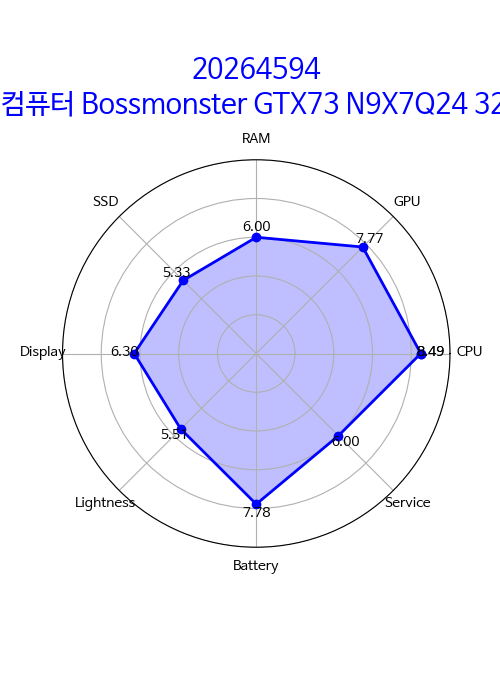 20264594
컴퓨터 Bossmonster GTX73 N9X7Q24 32
RAM
SSD
GPU
6.00
7.77
5.33
Display
6.30
8.49
CPU
5.51
6.00
Lightness
7.78
Service
Battery